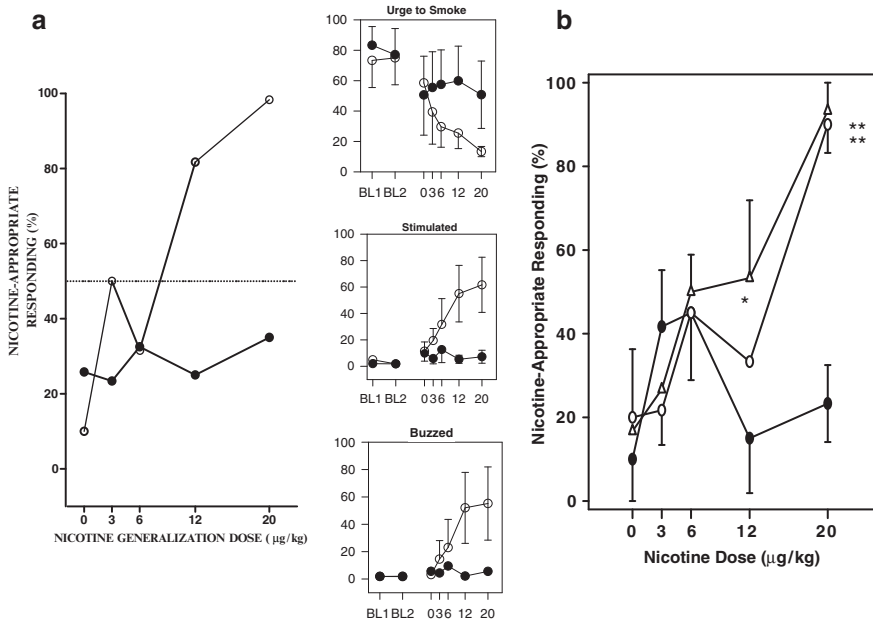 a
NICOTINE-APPROPRIATE
RESPONDING (%)
100
80
60
40
20
0
0 3 6 12 20
NICOTINE GENERALIZATION DOSE ( μg/kg)
Urge to Smoke
100
80
60
40
20
0
BL1 BL2 0 3 6 12 20
Stimulated
100
80
60
40
20
0
BL1 BL2 0 3 6 12 20
Buzzed
100
80
60
40
20
0
BL1 BL2 0 3 6 12 20
b
Nicotine-Appropriate Responding (%)
100
80
60
40
20
0
**
**
*
0 3 6 12 20
Nicotine Dose (μg/kg)